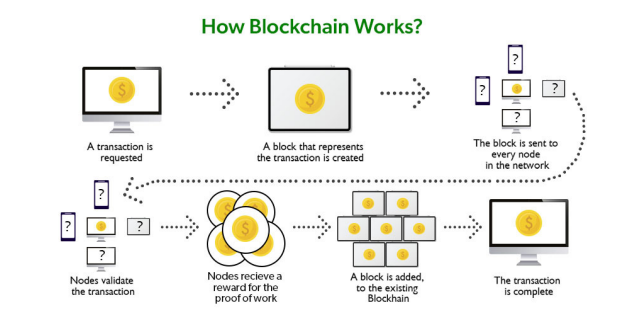 How Blockchain Works?
A transaction is
requested
A block that represents
the transaction is created
$
$
$
?
?
?
?
The block is sent to
every node
in the network
?
?
$
?
?
Nodes validate
the transaction
$
Nodes recieve a
reward for the
proof of work
$
$
$
A block is added,
to the existing
Blockhain
$
The transaction
is complete